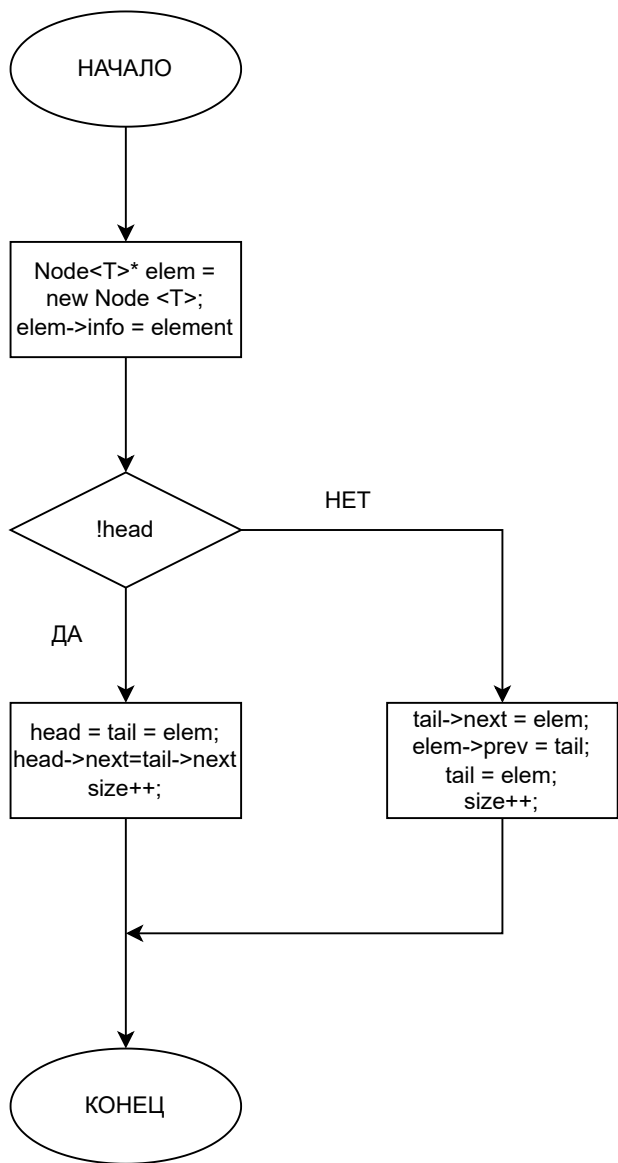 НАЧАЛО
Node<T>* elem =
new Node <T>;
elem->info = element
!head
НЕТ
ДА
head = tail = elem;
head->next=tail->next
size++;
tail->next = elem;
elem->prev = tail;
tail = elem;
size++;
КОНЕЦ